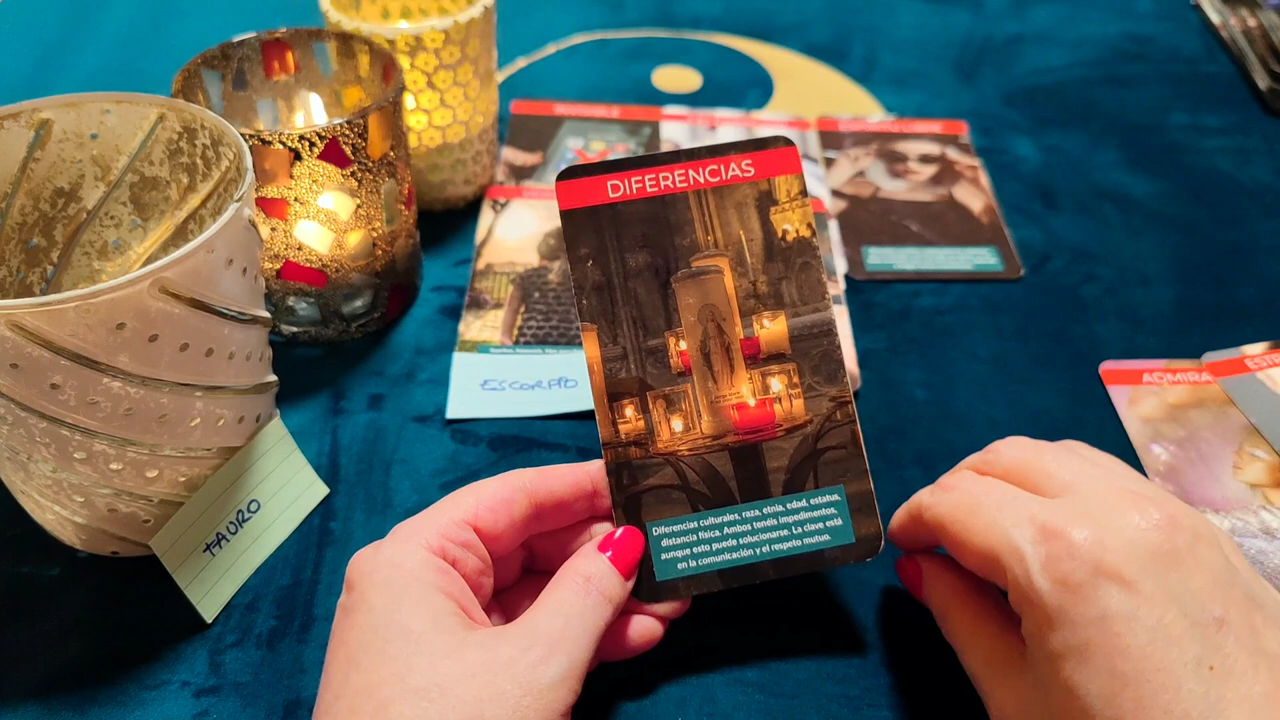 DIFERENCIAS
Diferencias culturales, raza, etnia, edad, estatus,
distancia física. Ambos tenéis impedimentos,
aunque esto puede solucionarse. La clave está
en la comunicación y el respeto mutuo.
ESCORPIO
TAURO
ADMIRA
ESTE